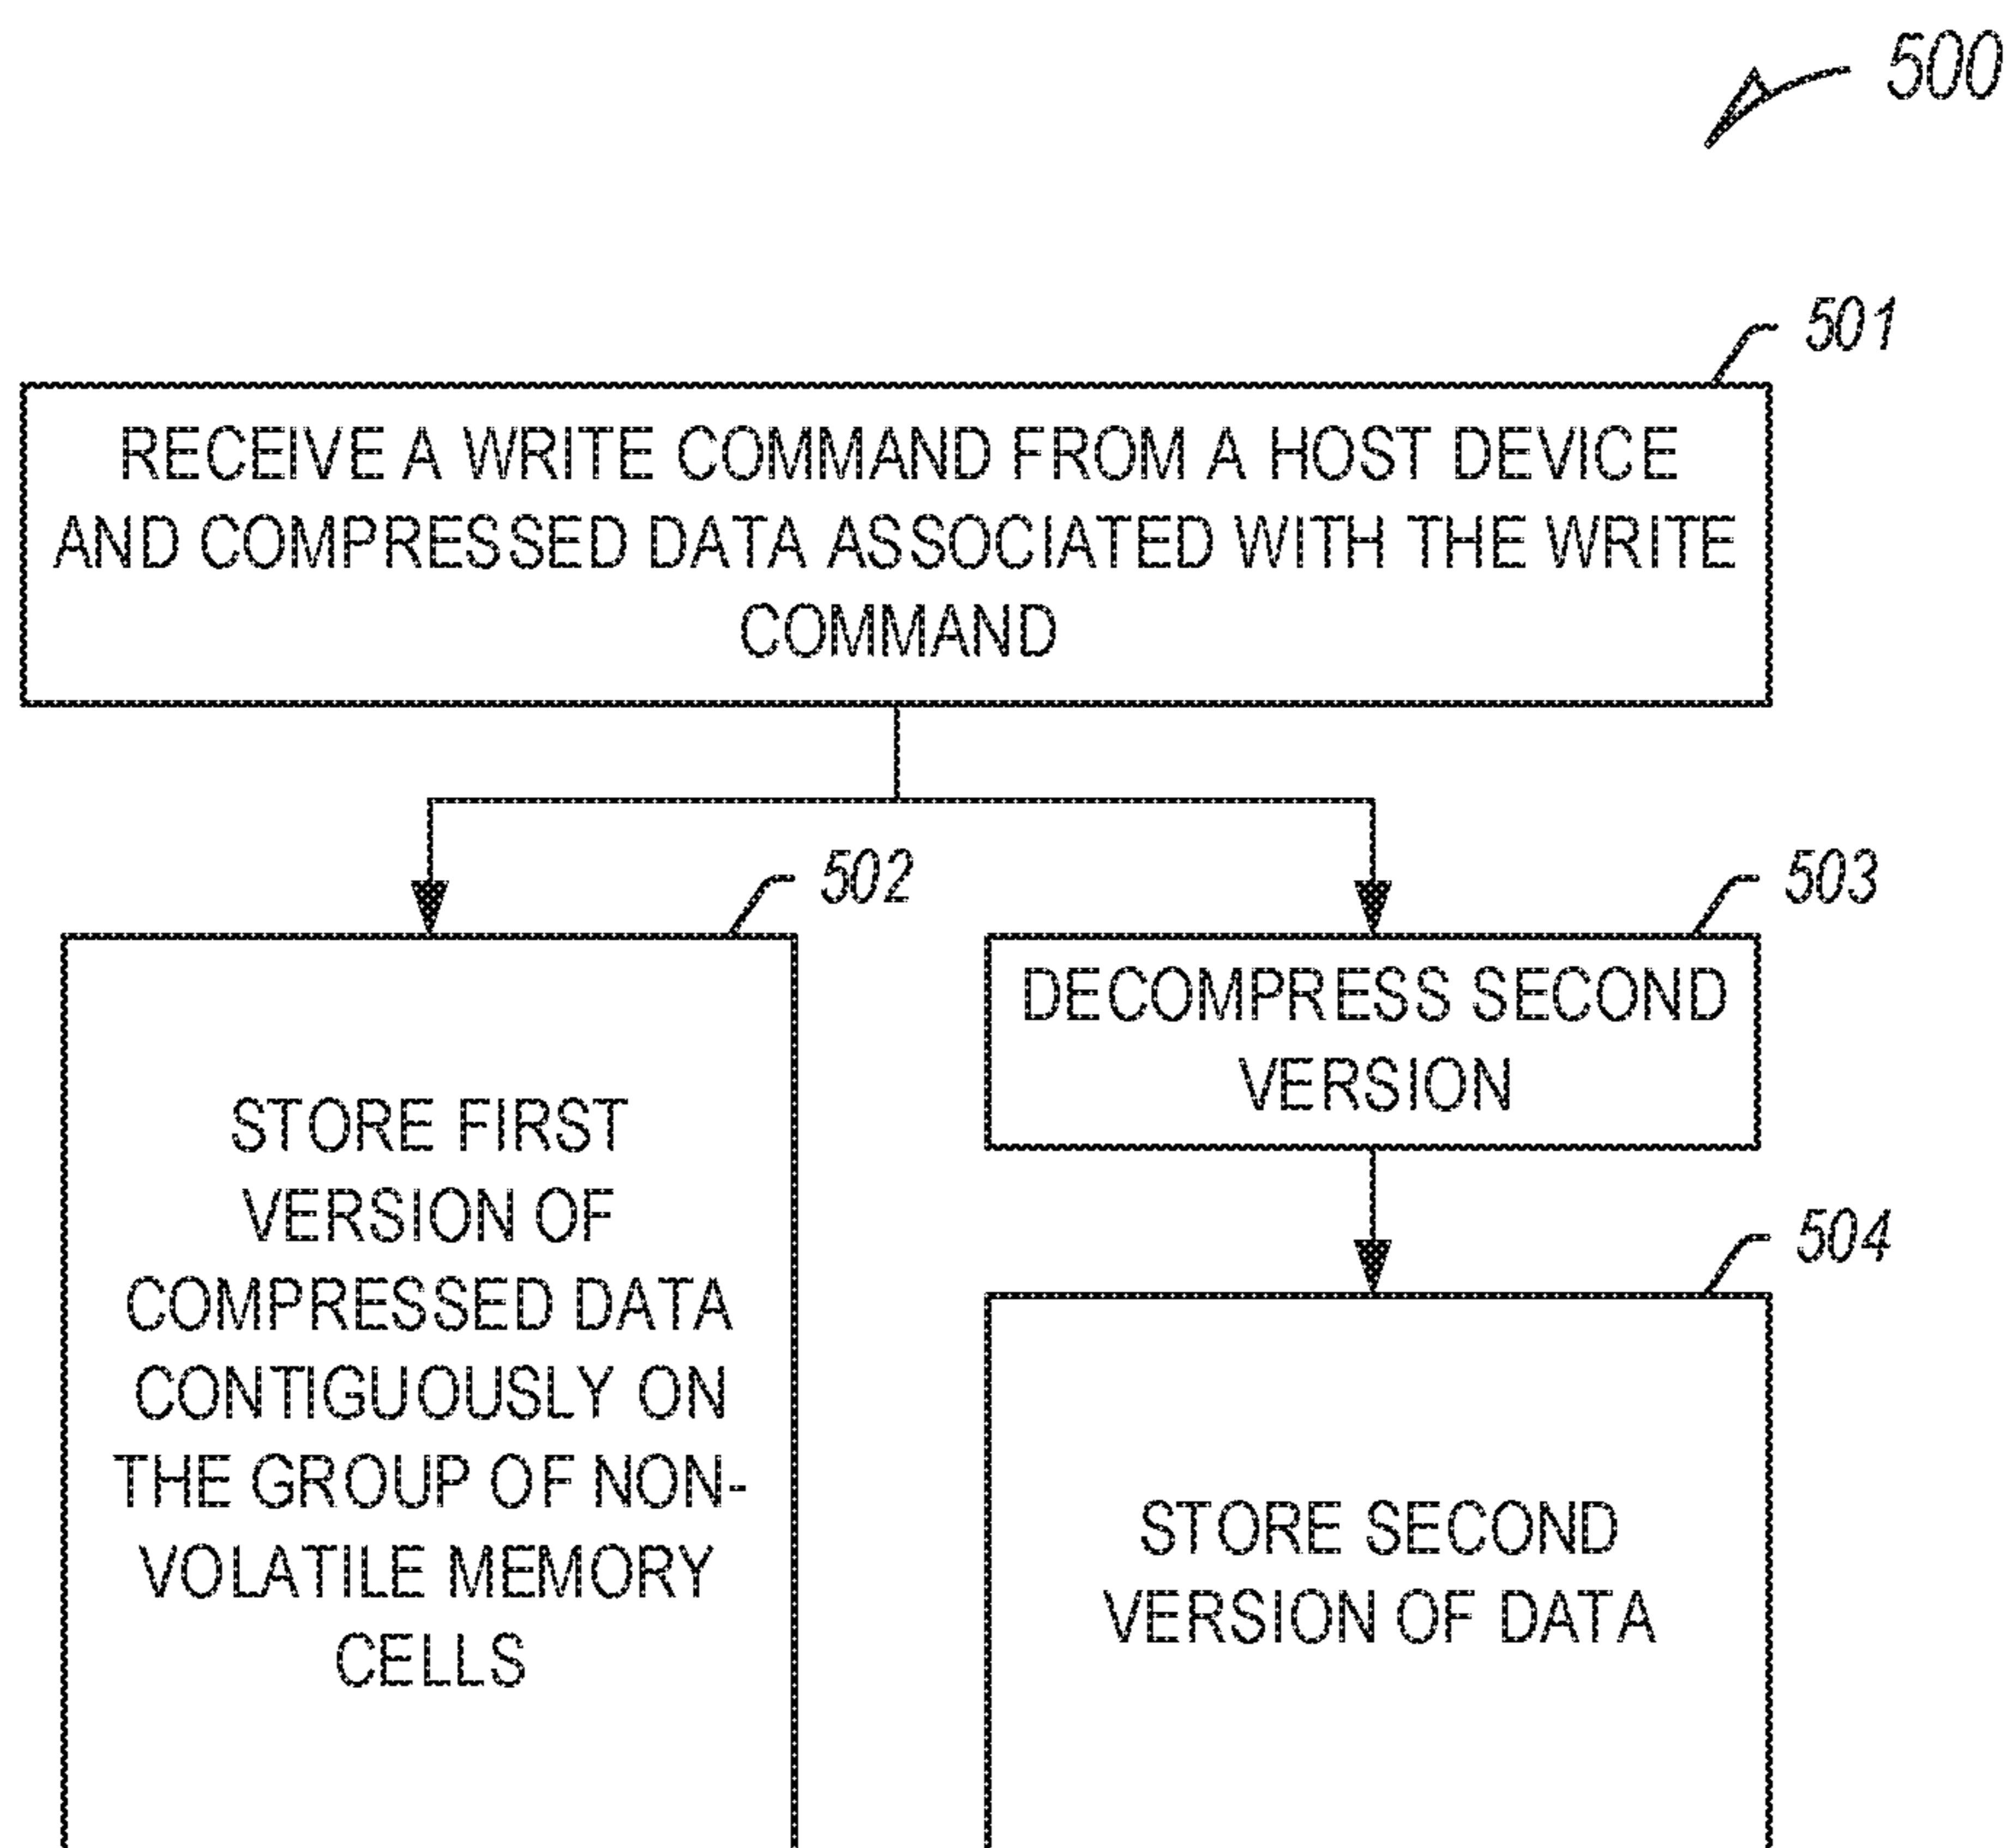 500
501
RECEIVE A WRITE COMMAND FROM A HOST DEVICE
AND COMPRESSED DATA ASSOCIATED WITH THE WRITE
COMMAND
502
STORE FIRST
VERSION OF
COMPRESSED DATA
CONTIGUOUSLY ON
THE GROUP OF NON-
VOLATILE MEMORY
CELLS
503
DECOMPRESS SECOND
VERSION
504
STORE SECOND
VERSION OF DATA